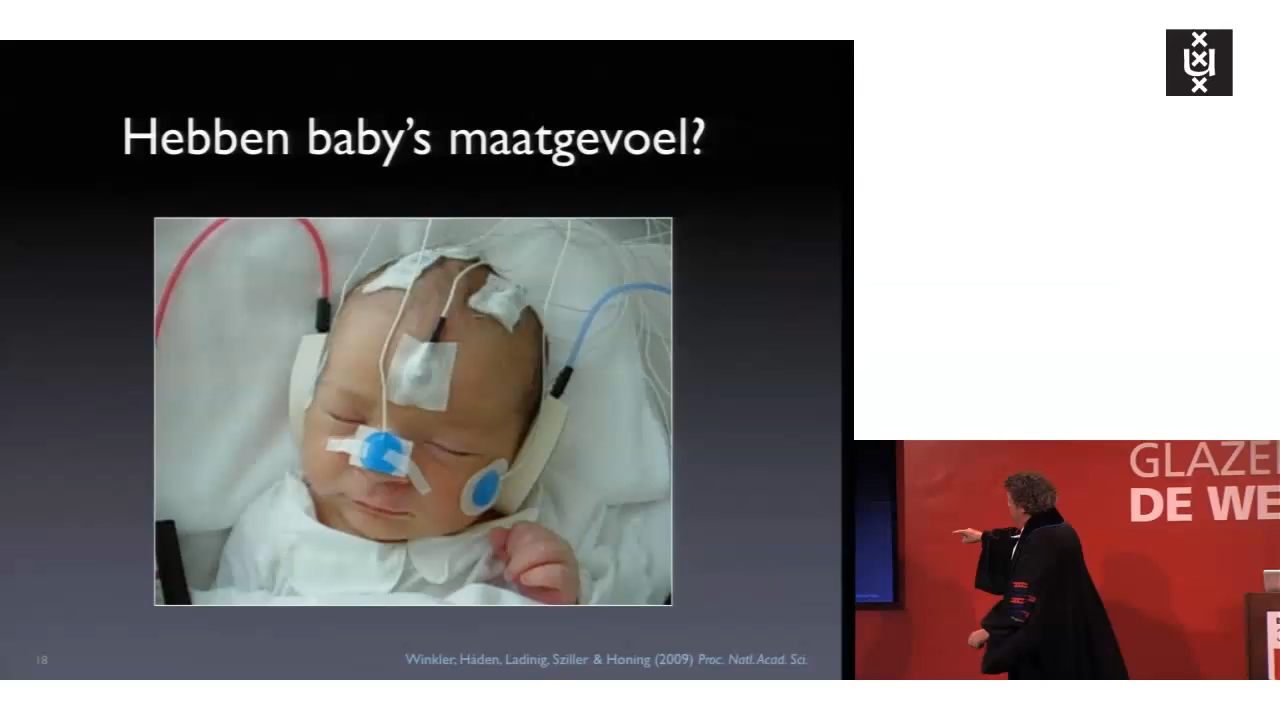 Hebben baby's maatgevoel?
18
Winkler, Háden, Ladinig, Sziller & Honing (2009) Proc. Natl. Acad. Sci.
GLAZE
DE WE